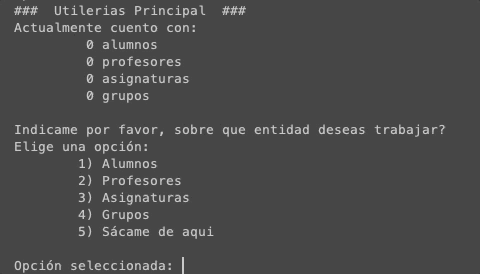 ###  Utilerias Principal  ###
Actualmente cuento con:
0 alumnos
0 profesores
0 asignaturas
0 grupos
Indicame por favor, sobre que entidad deseas trabajar?
Elige una opción:
1) Alumnos
2) Profesores
3) Asignaturas
4) Grupos
5) Sácame de aqui
Opción seleccionada: